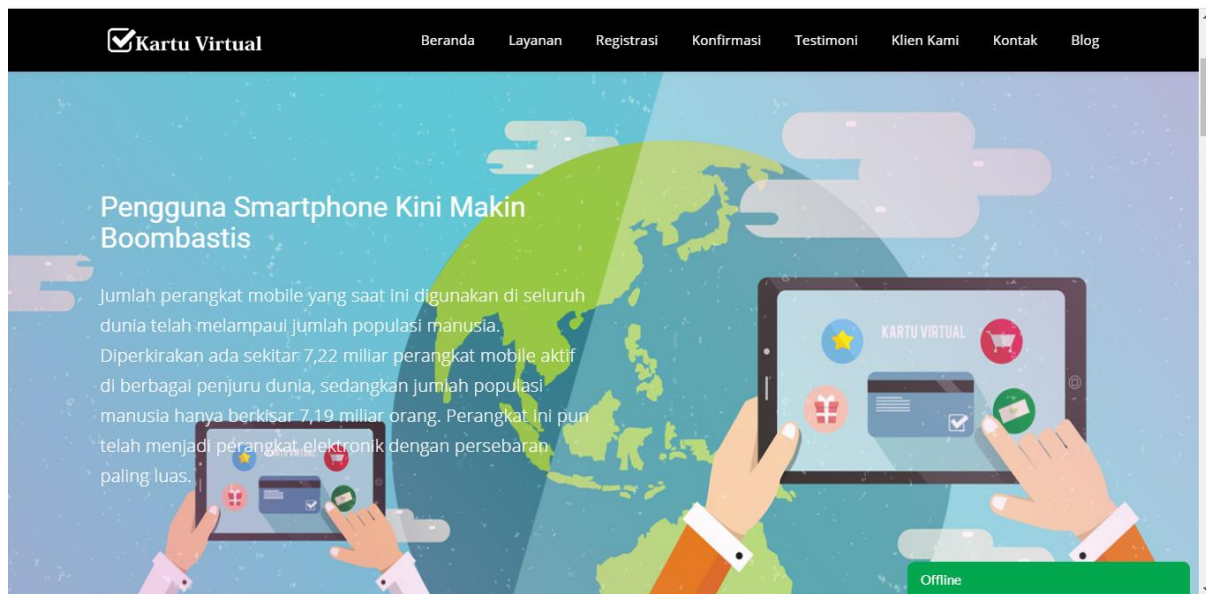 Kartu Virtual
Beranda Layanan Registrasi Konfirmasi Testimoni Klien Kami Kontak Blog
Pengguna Smartphone Kini Makin
Boombastis
Jumlah perangkat mobile yang saat ini digunakan di seluruh
dunia telah melampaui jumlah populasi manusia.
Diperkirakan ada sekitar 7,22 miliar perangkat mobile aktif
di berbagai penjuru dunia, sedangkan jumlah populasi
manusia hanya berkisar 7,19 miliar orang. Perangkat ini pun
telah menjadi perangkat elektronik dengan persebaran
paling luas.
KARTU VIRTUAL
KARTU VIRTUAL
Offline